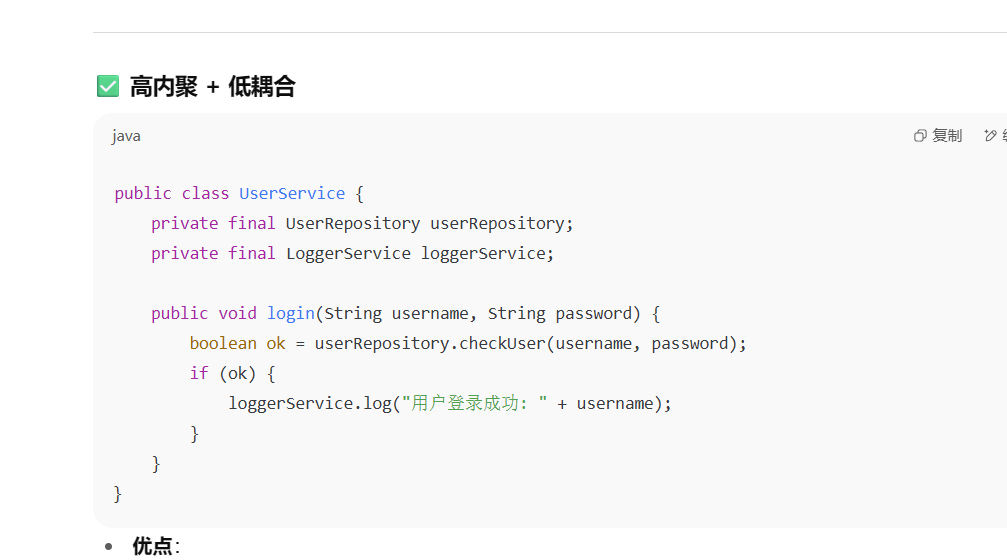 ✅ 高内聚 + 低耦合
java
复制
public class UserService {
    private final UserRepository userRepository;
    private final LoggerService loggerService;
    public void login(String username, String password) {
        boolean ok = userRepository.checkUser(username, password);
        if (ok) {
            loggerService.log("用户登录成功: " + username);
        }
    }
}
• 优点: